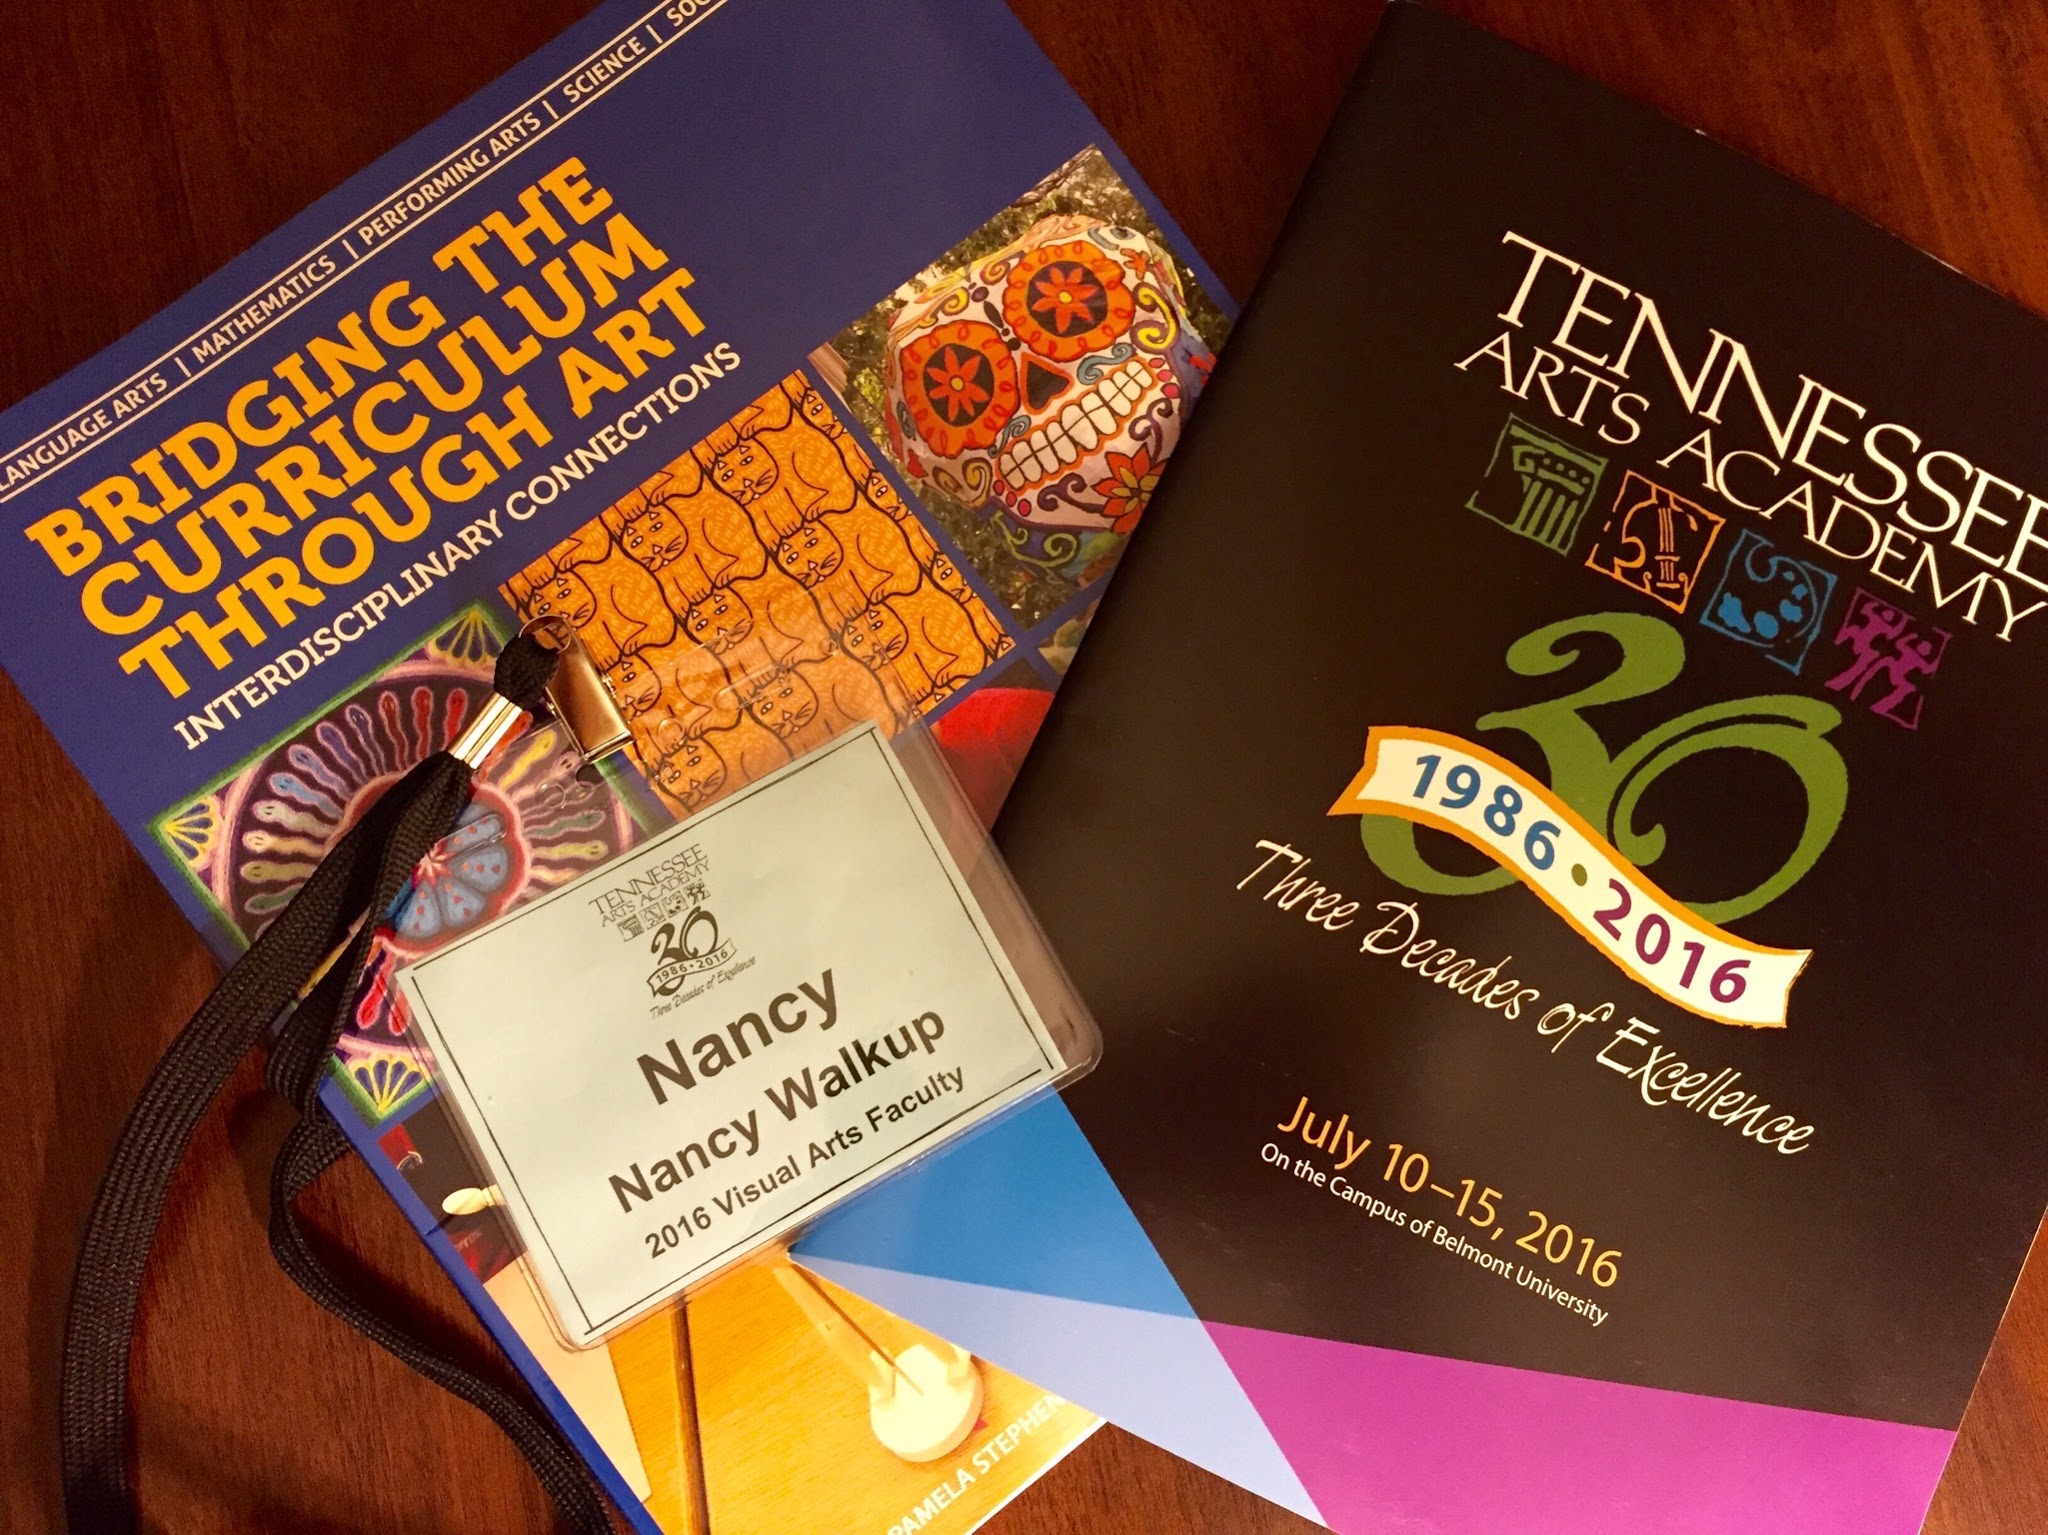 LANGUAGE ARTS | MATHEMATICS | PERFORMING ARTS | SCIENCE |
BRIDGING THE
CURRICULUM
THROUGH ART
INTERDISCIPLINARY CONNECTIONS
PAMELA
TENNESSEE
ARTS ACADEMY
30
1986 • 2016
Three Decades of Excellence
Nancy
Nancy Walkup
2016 Visual Arts Faculty
TENNESSEE
ARTS ACADEMY
30
1986 • 2016
Three Decades of Excellence
July 10–15, 2016
On the Campus of Belmont University